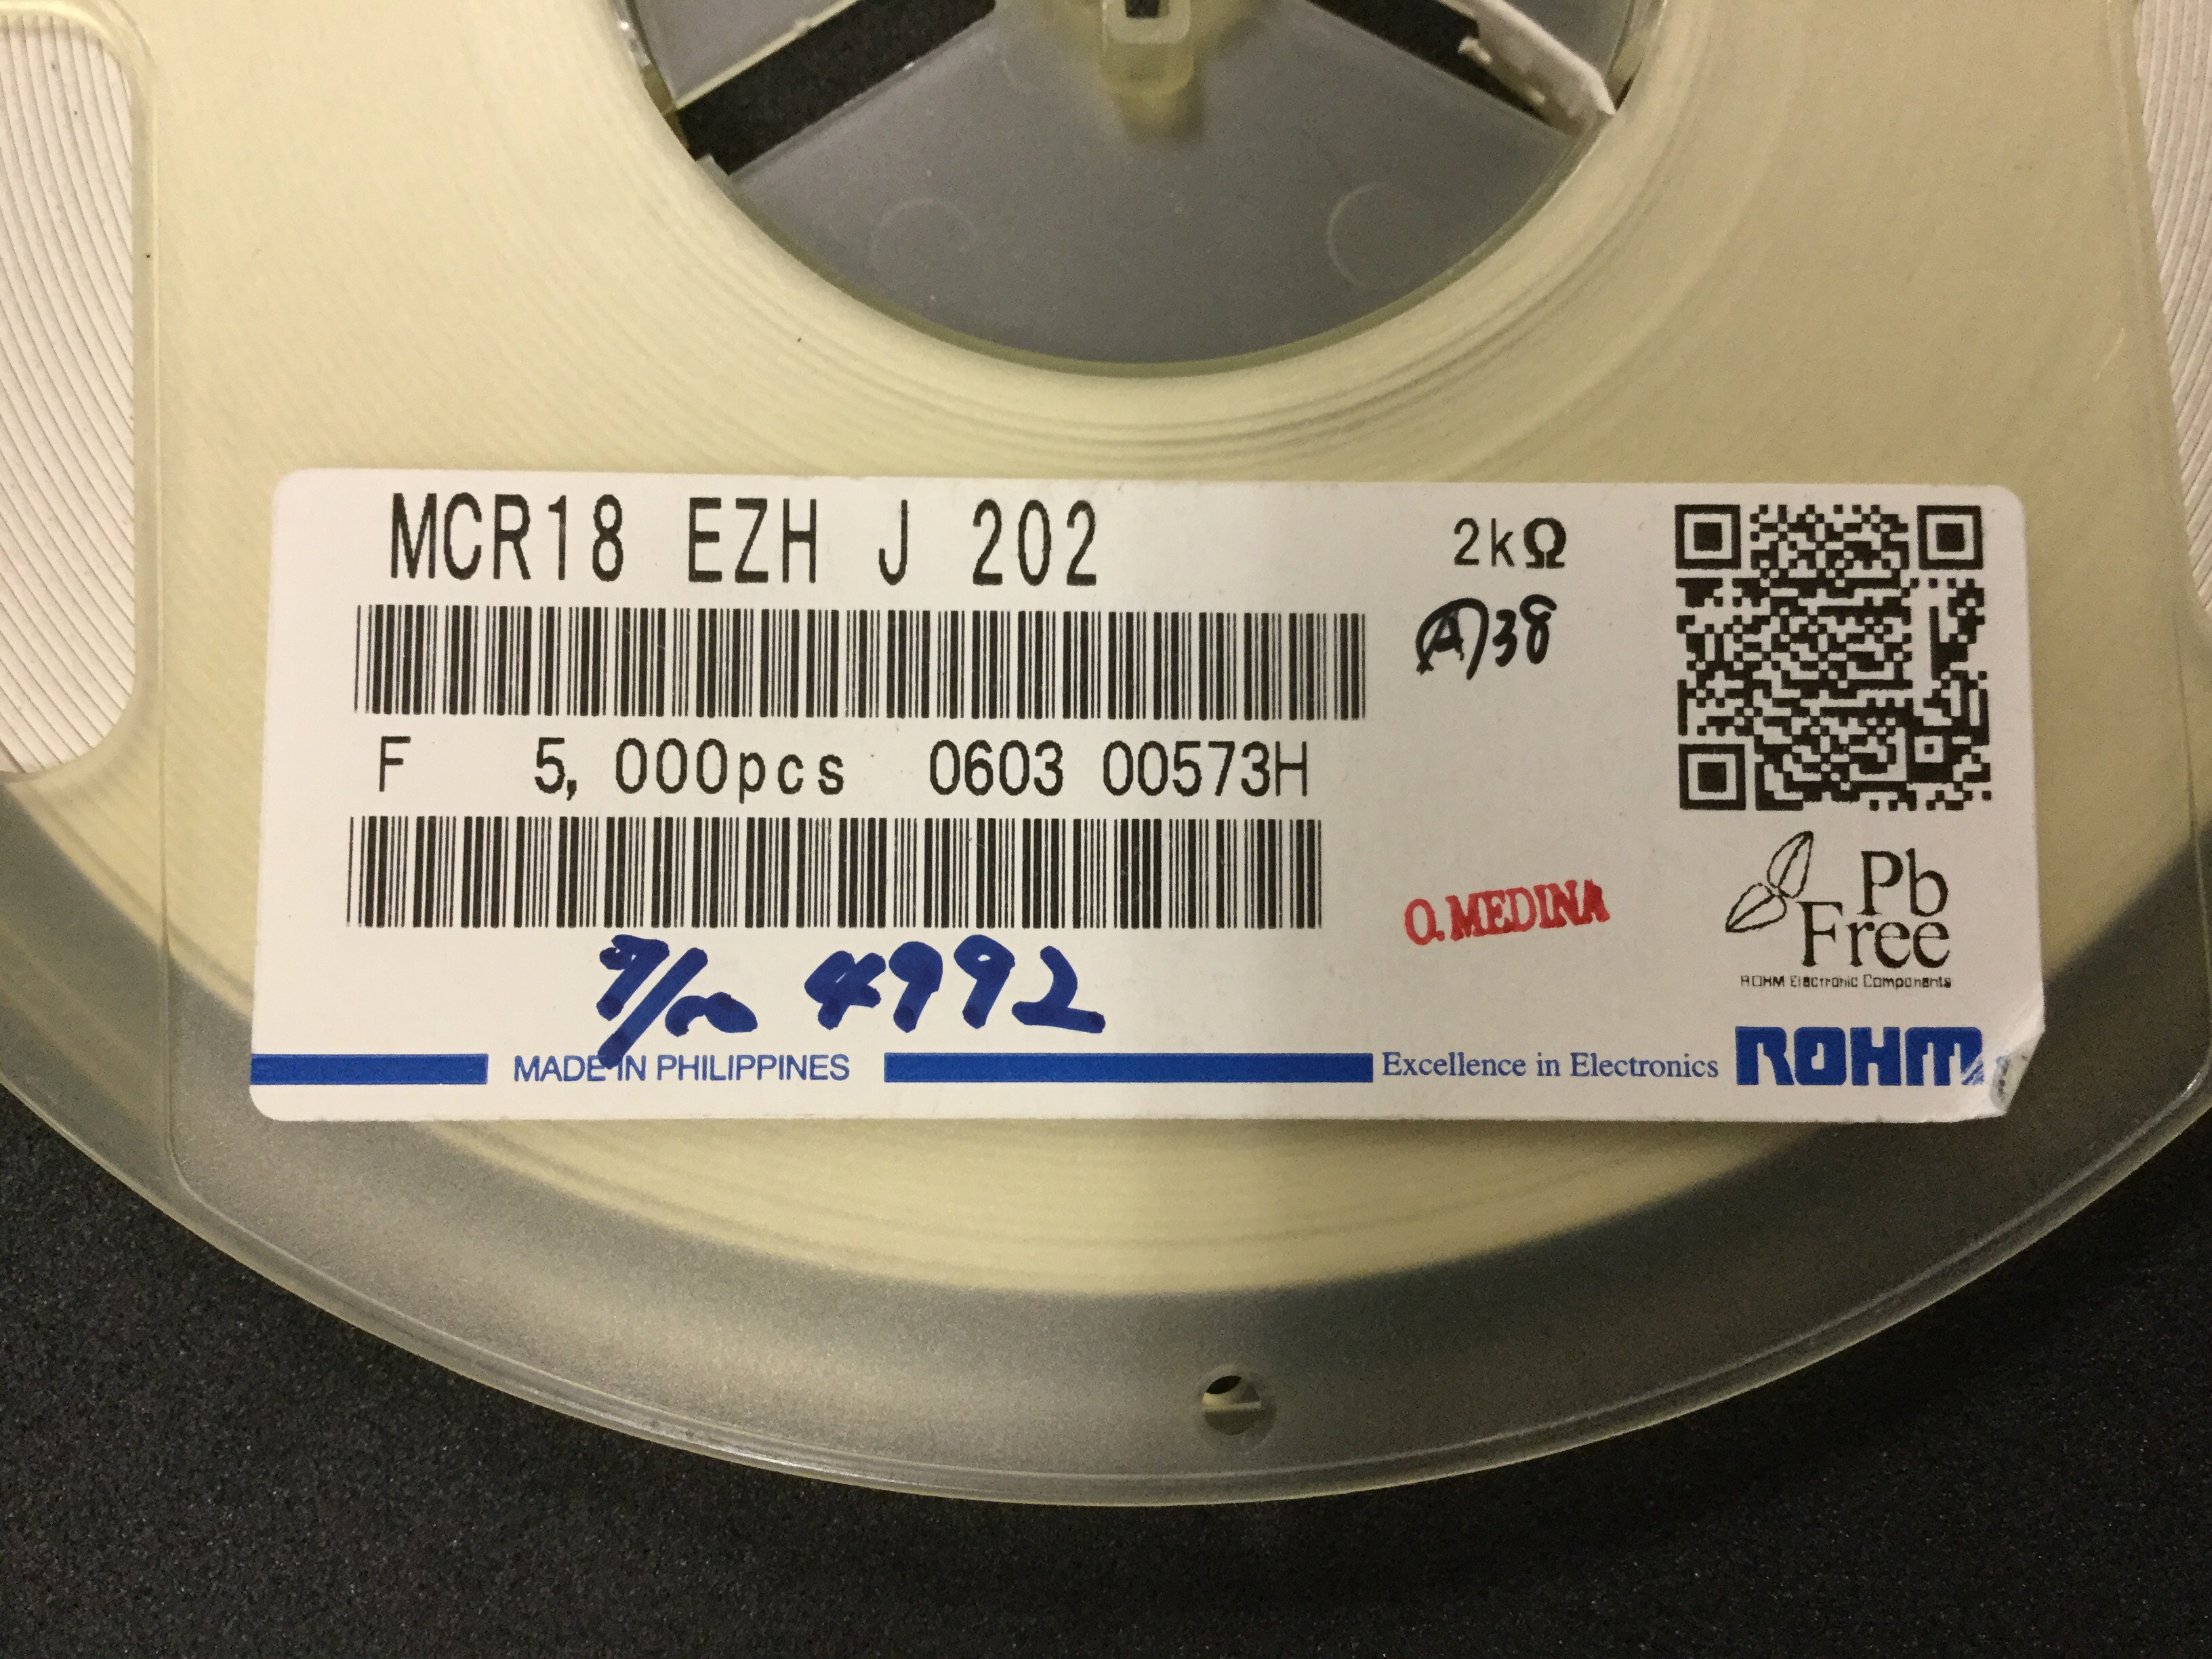 MCR18 EZH J 202
2kΩ
A 38
F 5,000pcs 0603 00573H
O.MEDINA
Pb
Free
ROHM Electronic Components
4992
MADE IN PHILIPPINES
Excellence in Electronics ROHM